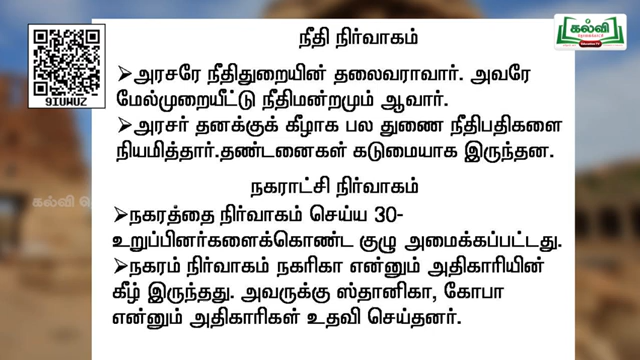 நீதி நிர்வாகம்
கல்வி
➤அரசரே நீதிதுறையின் தலைவராவார். அவரே
மேல்முறையீட்டு நீதிமன்றமும் ஆவார்.
9IUWUZ
➤அரசர் தனக்குக் கீழாக பல துணை நீதிபதிகளை
நியமித்தார்.தண்டனைகள் கடுமையாக இருந்தன.
நகராட்சி நிர்வாகம்
கல்வி
➤நகரத்தை நிர்வாகம் செய்ய 30-
உறுப்பினர்களைக்கொண்ட குழு அமைக்கப்பட்டது.
➤நகரம் நிர்வாகம் நகரிகா என்னும் அதிகாரியின்
கீழ் இருந்தது. அவருக்கு ஸ்தானிகா, கோபா
என்னும் அதிகாரிகள் உதவி செய்தனர்.